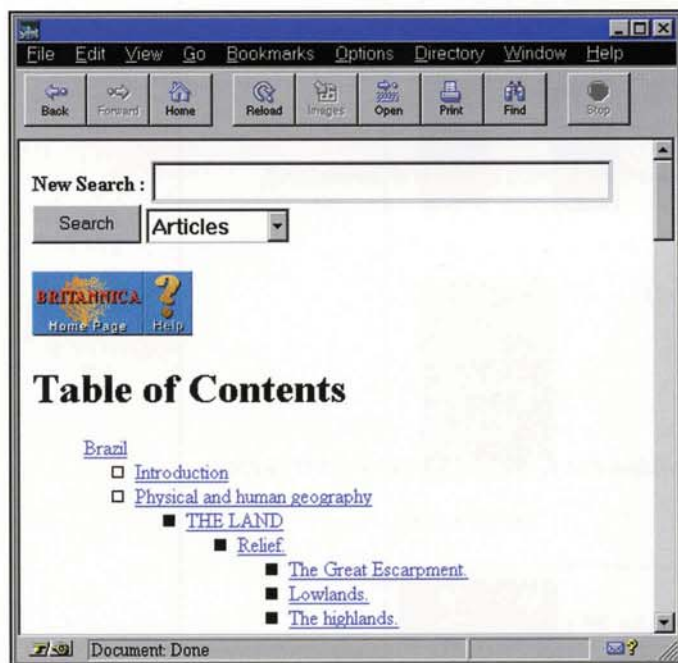 File Edit View Go Bookmarks Options Directory Window Help
Back Forward Home Reload Images Open Print Find Stop
New Search :
Search Articles
BRITANNICA
Home Page Help
Table of Contents
Brazil
Introduction
Physical and human geography
THE LAND
Relief.
The Great Escarpment.
Lowlands.
The highlands.
Document: Done